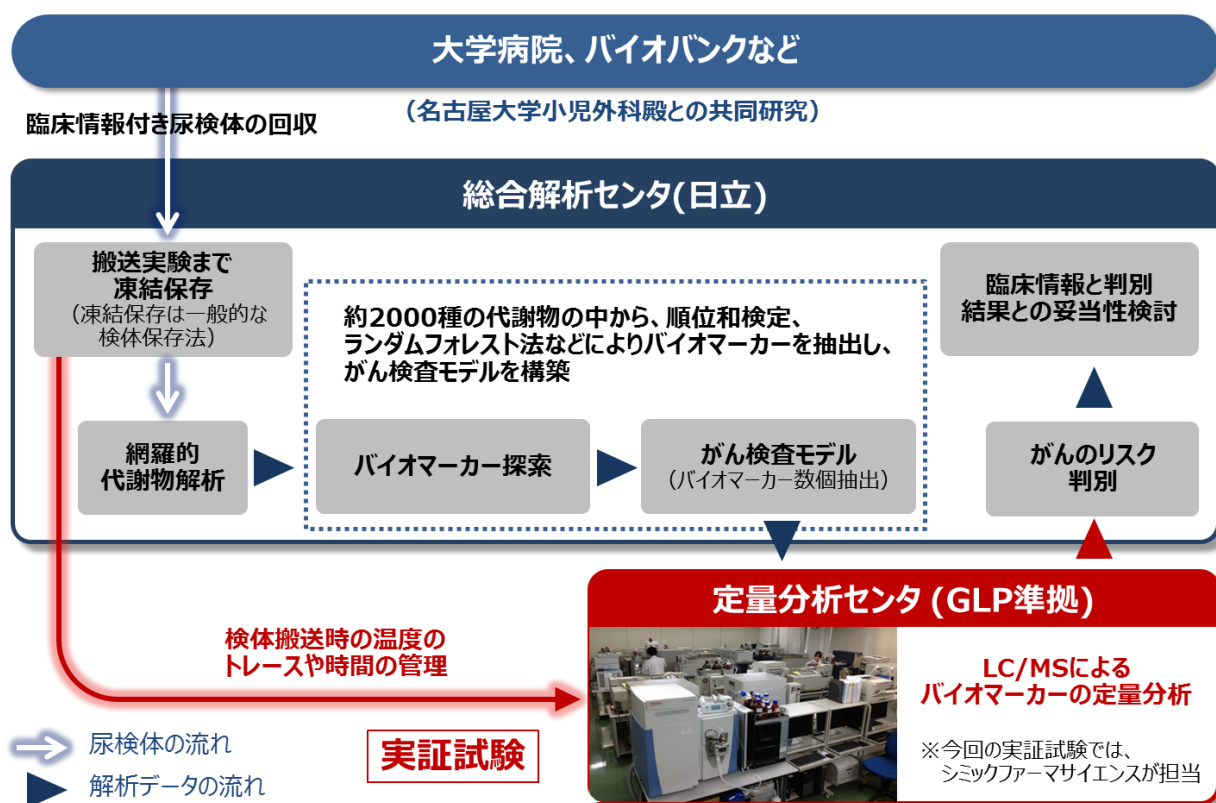 大学病院、バイオバンクなど
（名古屋大学小児外科殿との共同研究）
臨床情報付き尿検体の回収
総合解析センタ(日立)
搬送実験まで
凍結保存
（凍結保存は一般的な
検体保存法）
約2000種の代謝物の中から、順位和検定、
ランダムフォレスト法などによりバイオマーカーを抽出し、
がん検査モデルを構築
臨床情報と判別
結果との妥当性検討
網羅的
代謝物解析
バイオマーカー探索
がん検査モデル
（バイオマーカー数個抽出）
がんのリスク
判別
定量分析センタ (GLP準拠)
検体搬送時の温度の
トレースや時間の管理
LC/MSによる
バイオマーカーの定量分析
※今回の実証試験では、
シミックファーマサイエンスが担当
実証試験
尿検体の流れ
解析データの流れ